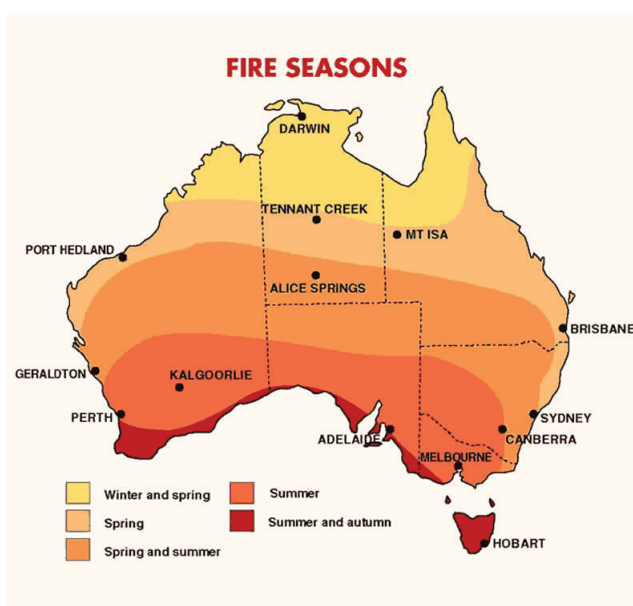 FIRE SEASONS
DARWIN
TENNANT CREEK
MT ISA
PORT HEDLAND
ALICE SPRINGS
BRISBANE
GERALDTON
KALGOORLIE
PERTH
SYDNEY
ADELAIDE
CANBERRA
MELBOURNE
Winter and spring
Spring
Spring and summer
Summer
Summer and autumn
HOBART